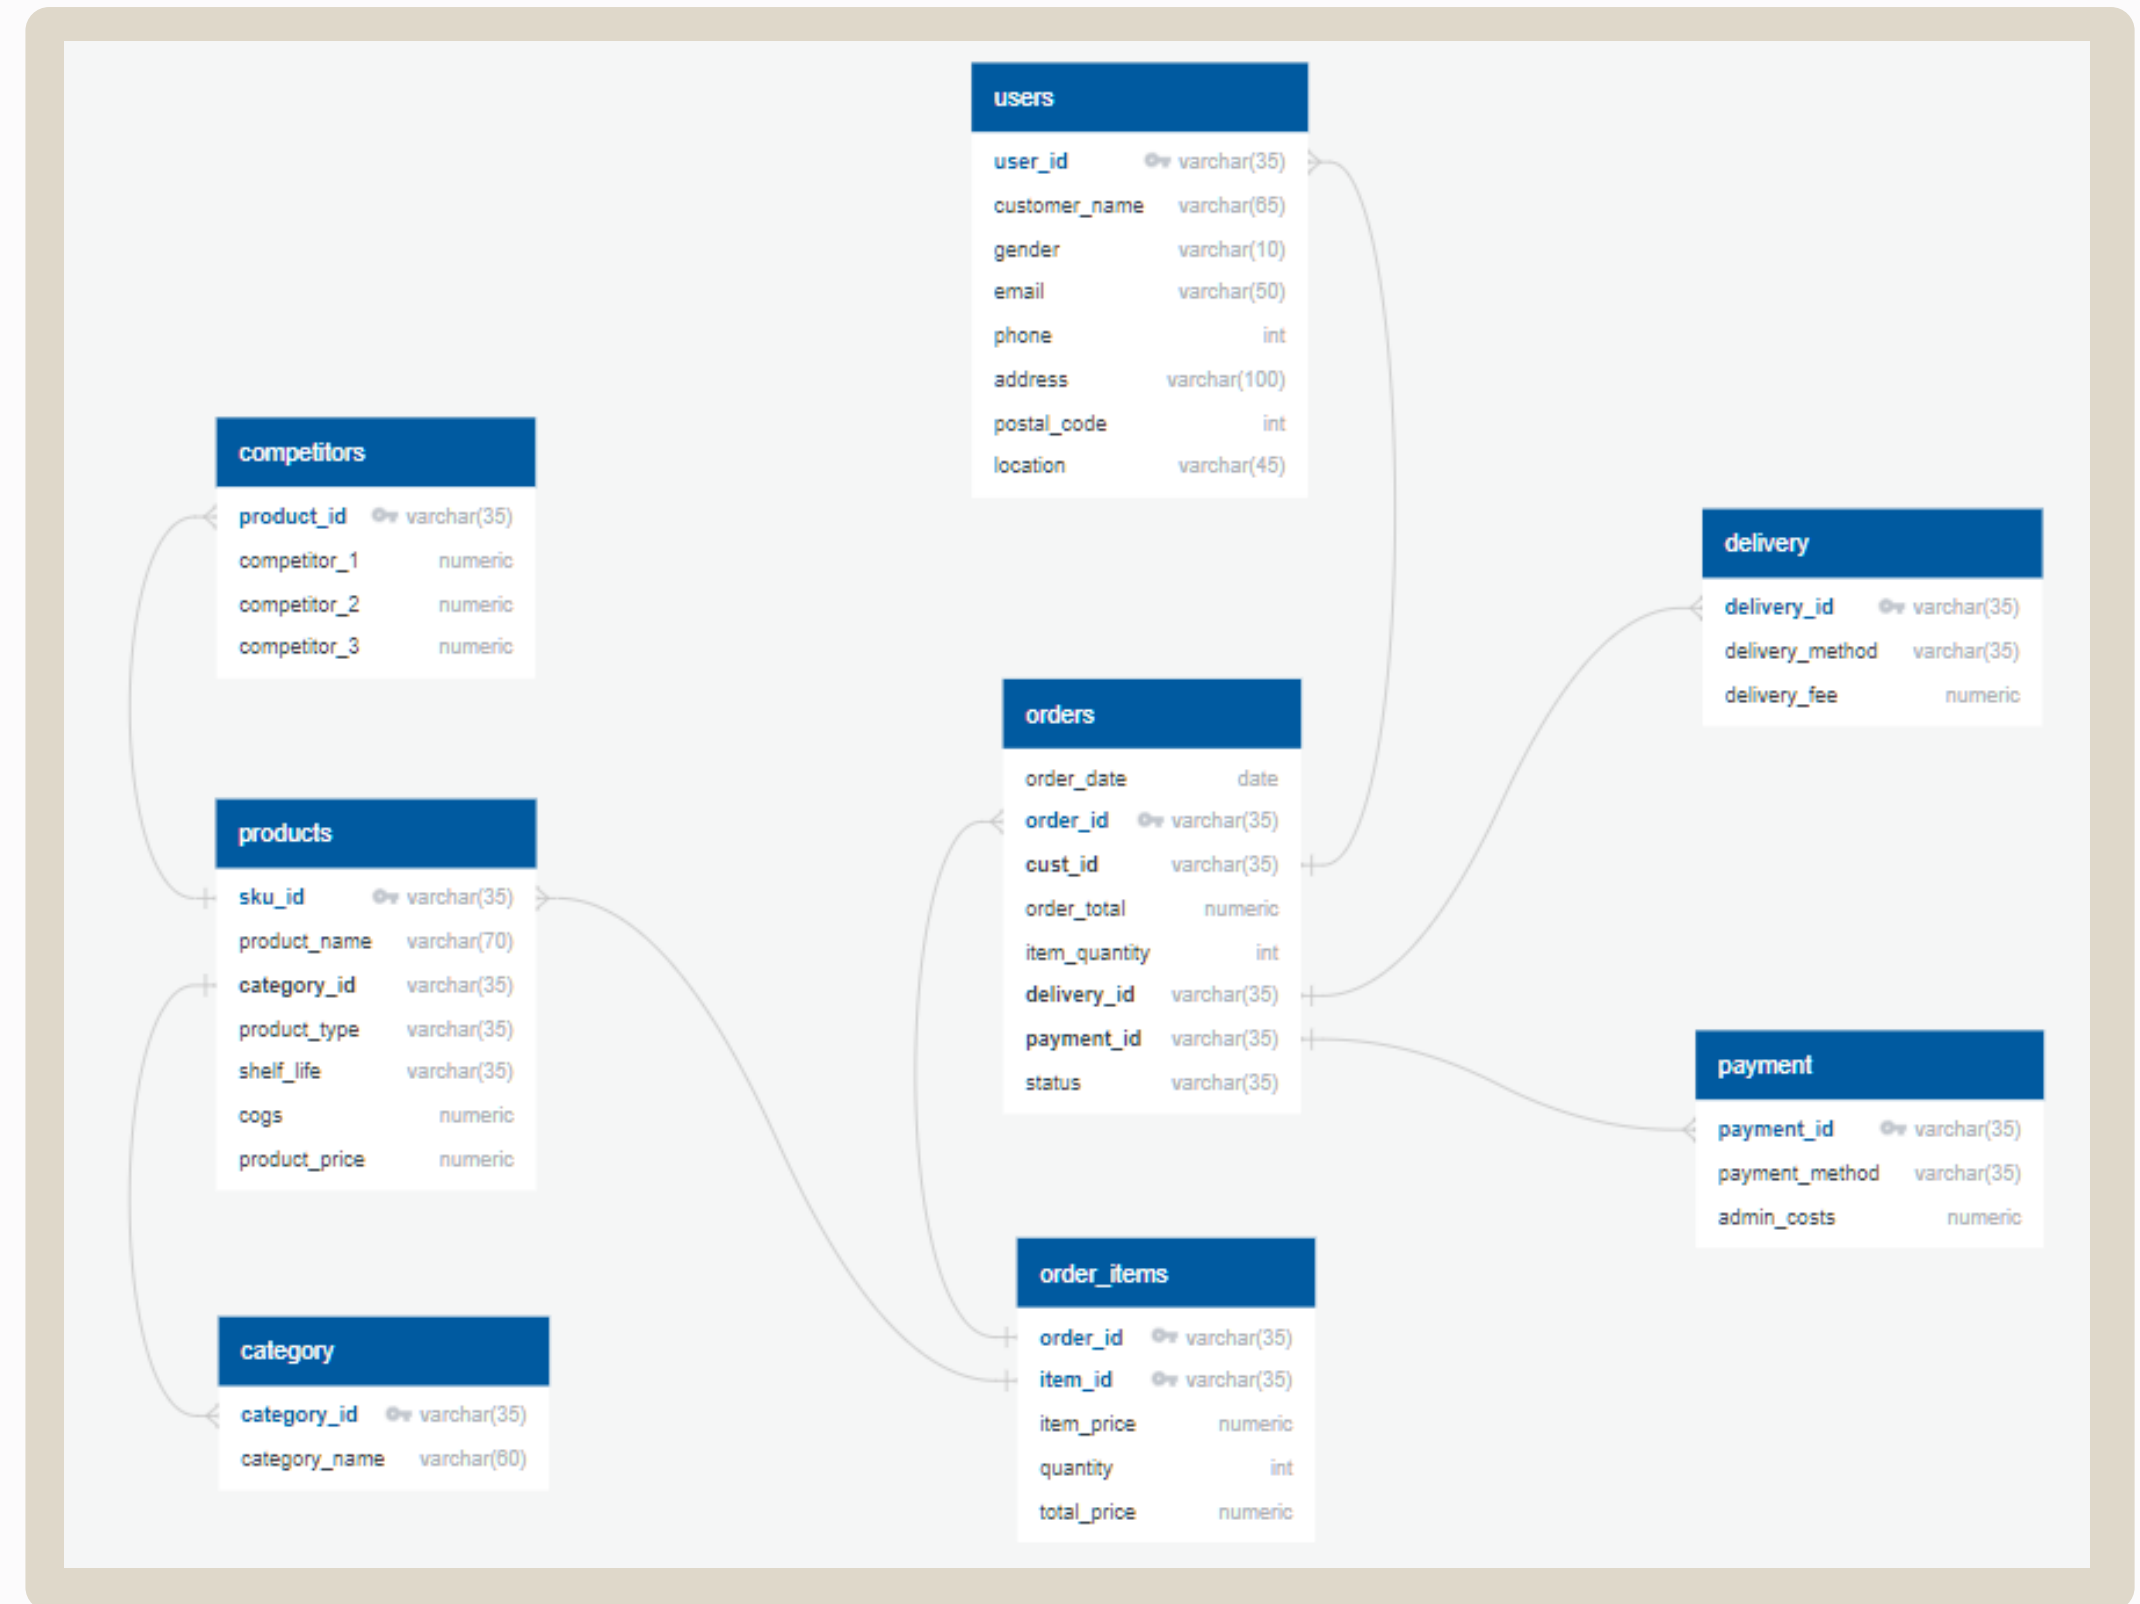 users
user_id varchar(35)
customer_name varchar(65)
gender varchar(10)
email varchar(50)
phone int
address varchar(100)
postal_code int
location varchar(45)
competitors
product_id varchar(35)
competitor_1 numeric
competitor_2 numeric
competitor_3 numeric
delivery
delivery_id varchar(35)
delivery_method varchar(35)
delivery_fee numeric
orders
order_date date
order_id varchar(35)
cust_id varchar(35)
order_total numeric
item_quantity int
delivery_id varchar(35)
payment_id varchar(35)
status varchar(35)
products
sku_id varchar(35)
product_name varchar(70)
category_id varchar(35)
product_type varchar(35)
shelf_life varchar(35)
cogs numeric
product_price numeric
payment
payment_id varchar(35)
payment_method varchar(35)
admin_costs numeric
order_items
order_id varchar(35)
item_id varchar(35)
item_price numeric
quantity int
total_price numeric
category
category_id varchar(35)
category_name varchar(60)